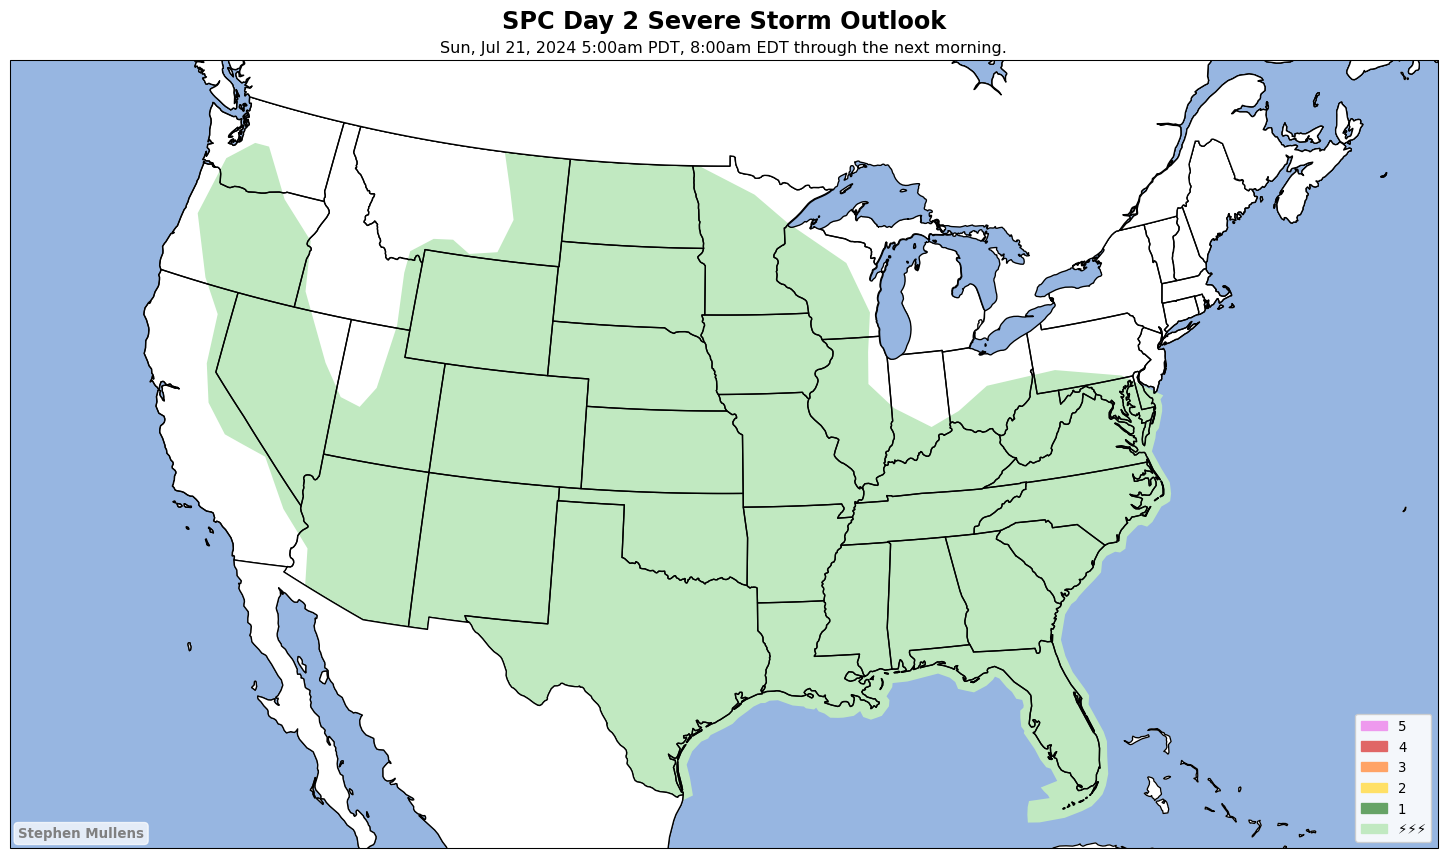 SPC Day 2 Severe Storm Outlook
Sun, Jul 21, 2024 5:00am PDT, 8:00am EDT through the next morning.
5
4
3
2
1
⚡⚡⚡
Stephen Mullens